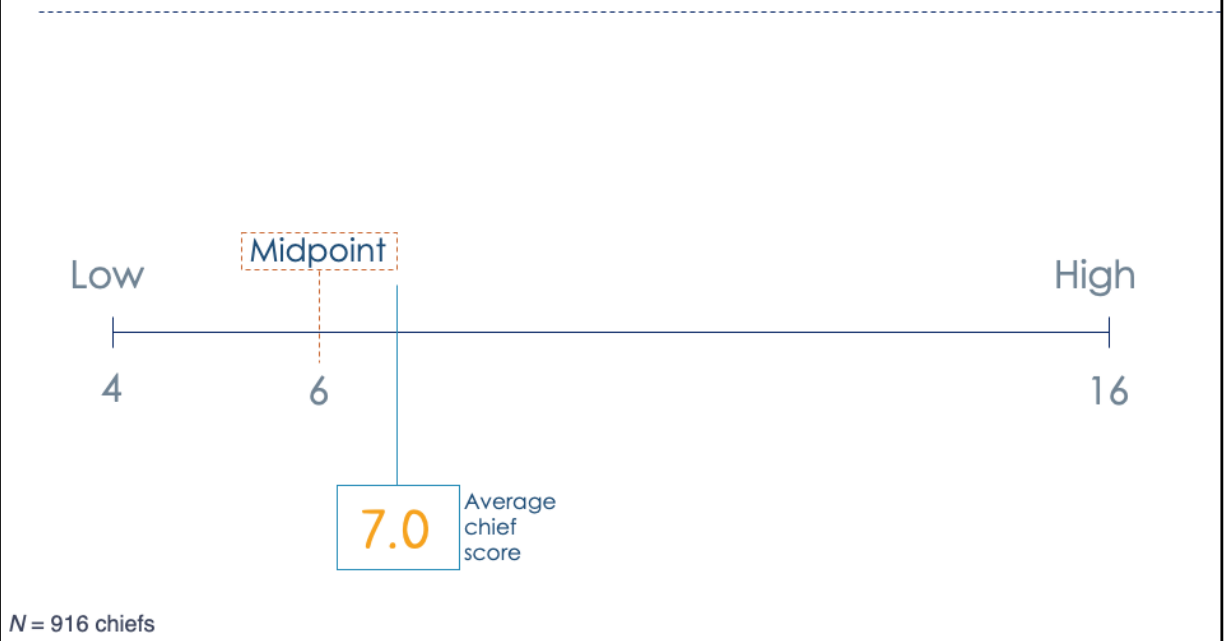 Midpoint
Low
High
4
6
16
7.0
Average
chief
score
N = 916 chiefs